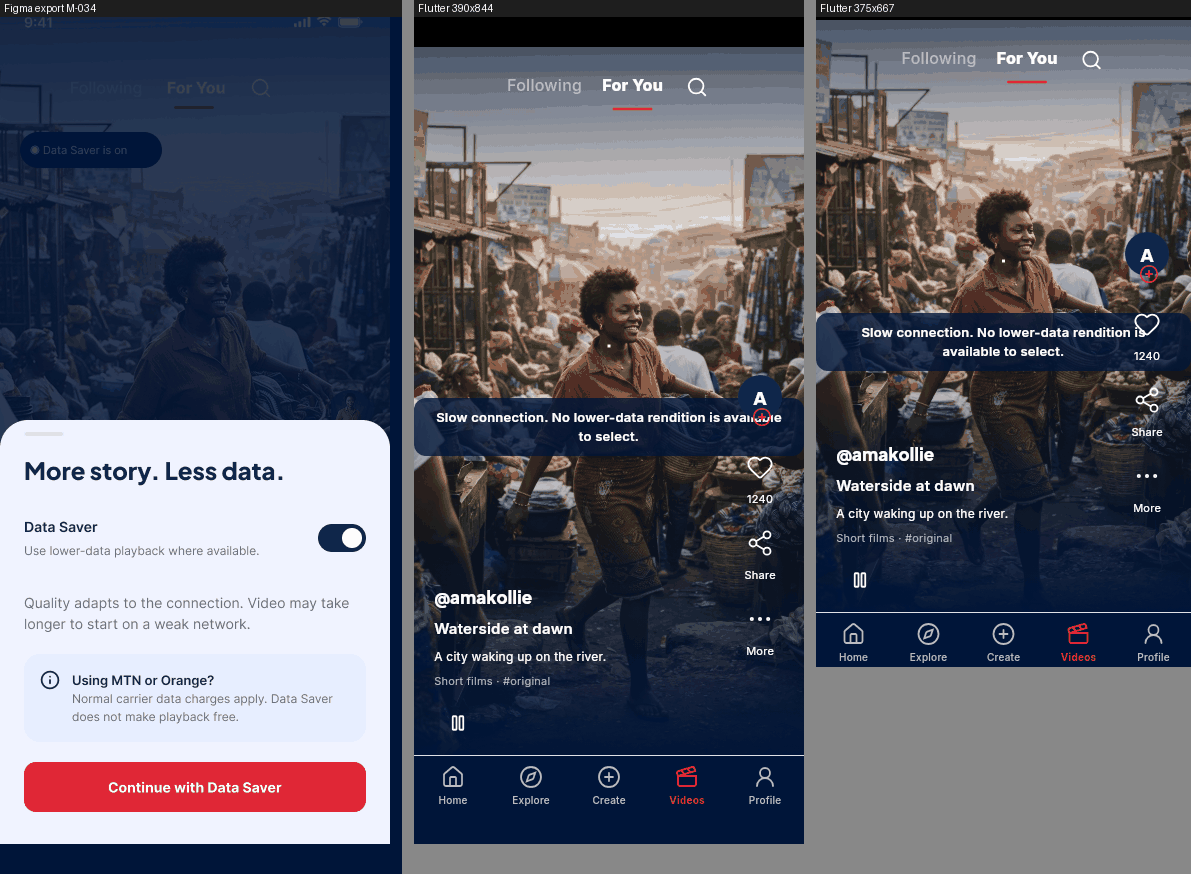 Figma export M-034
9:41
Following
For You
Data Saver is on
More story. Less data.
Data Saver
Use lower-data playback where available.
Quality adapts to the connection. Video may take
longer to start on a weak network.
Using MTN or Orange?
Normal carrier data charges apply. Data Saver
does not make playback free.
Continue with Data Saver
Flutter 390x844
Following
For You
A
Slow connection. No lower-data rendition is available
to select.
1240
Share
More
@amakollie
Waterside at dawn
A city waking up on the river.
Short films · #original
Home
Explore
Create
Videos
Profile
Flutter 375x667
Following
For You
A
Slow connection. No lower-data rendition is
available to select.
1240
Share
More
@amakollie
Waterside at dawn
A city waking up on the river.
Short films · #original
Home
Explore
Create
Videos
Profile